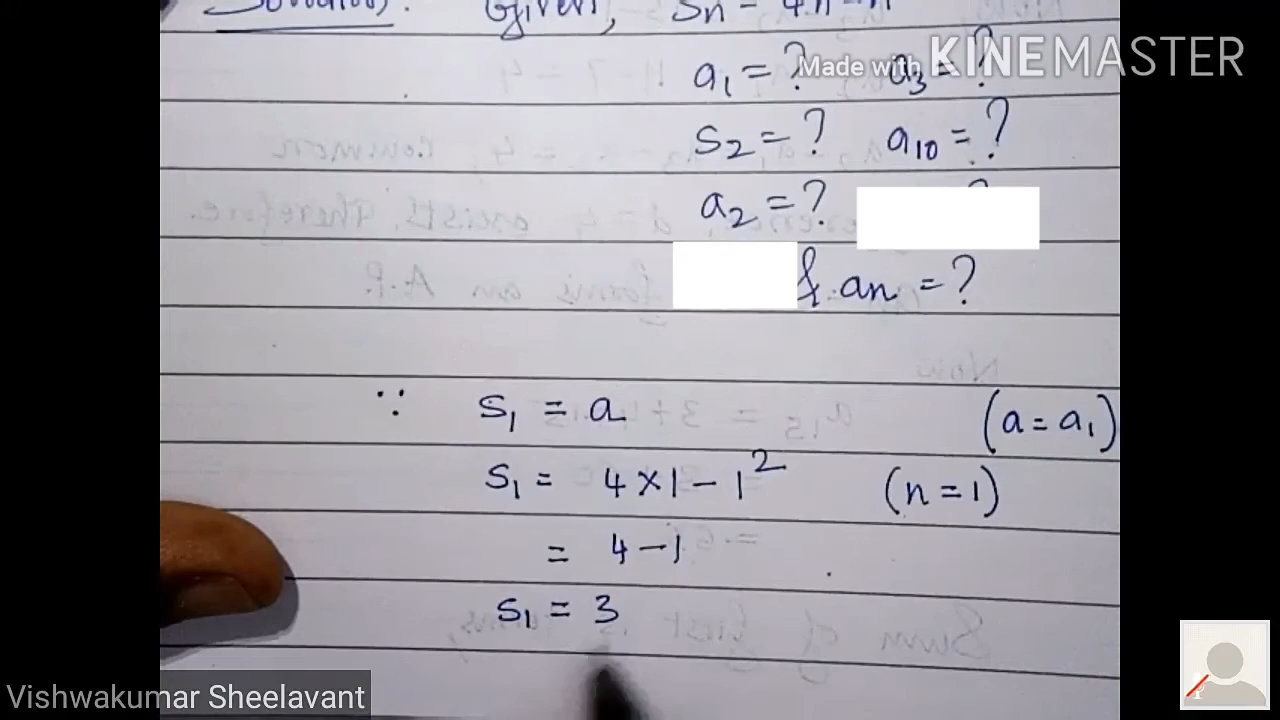 Solution: Given, Sn = 4n - n
a₁ = ? a₃ = ?
Made with KINEMASTER
S₂ = ? a₁₀ = ?
a₂ = ?
& an = ?
∵ S₁ = a (a = a₁)
S₁ = 4 × 1 - 1² (n = 1)
= 4 - 1
S₁ = 3
Vishwakumar Sheelavant